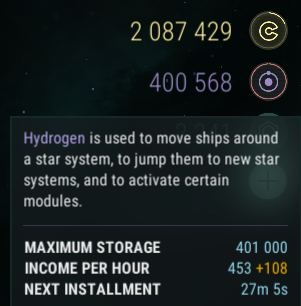 2 087 429
400 568
Hydrogen is used to move ships around
a star system, to jump them to new star
systems, and to activate certain
modules.
MAXIMUM STORAGE 401 000
INCOME PER HOUR 453 +108
NEXT INSTALLMENT 27m 5s